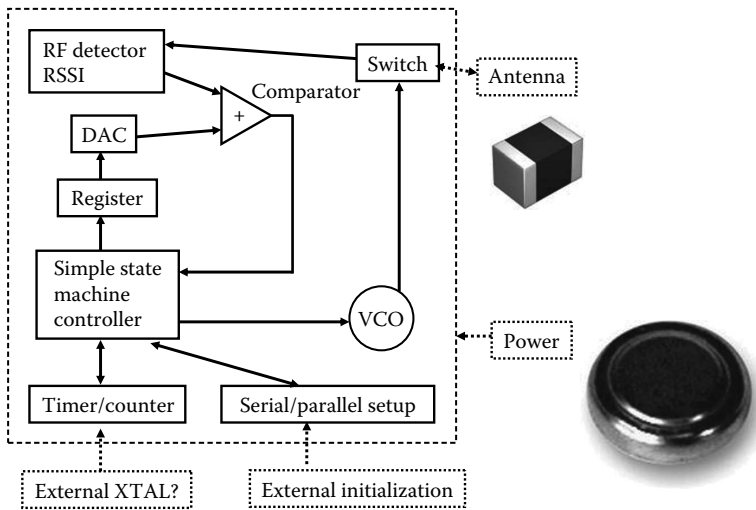 RF detector
RSSI
Switch
Antenna
Comparator
+
DAC
Register
Simple state
machine
controller
VCO
Power
Timer/counter
Serial/parallel setup
External XTAL?
External initialization